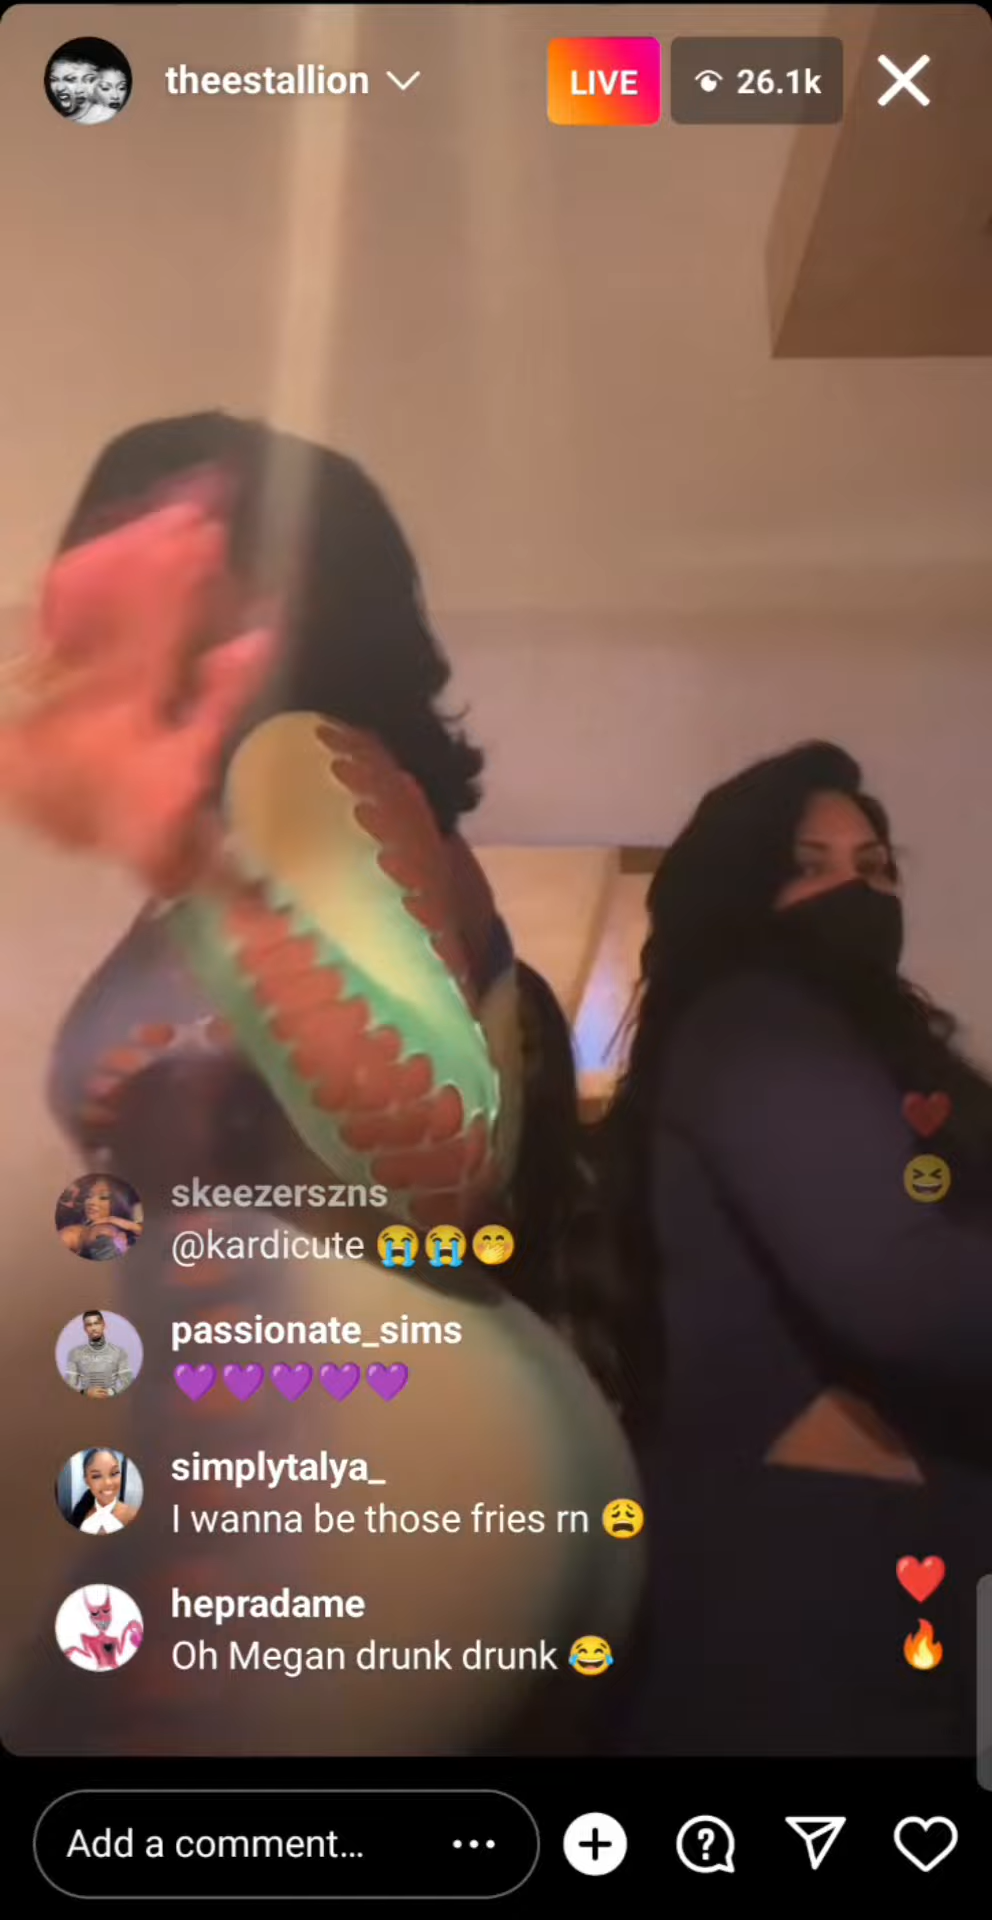 theestallion
LIVE
26.1k
skeezerszns
@kardicute 😭😭🤭
passionate_sims
💜💜💜💜💜
simplytalya_
I wanna be those fries rn 😩
hepradame
Oh Megan drunk drunk 😂
Add a comment...